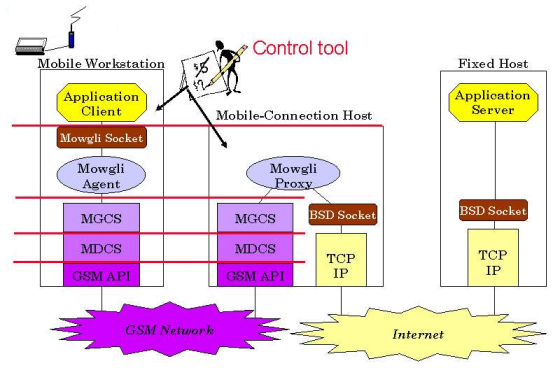 Control tool
Mobile Workstation
Fixed Host
Application
Client
Mobile-Connection Host
Application
Server
Mowgli Socket
Mowgli
Agent
Mowgli
Proxy
MGCS
MGCS
BSD Socket
BSD Socket
MDCS
MDCS
TCP
IP
TCP
IP
GSM API
GSM API
GSM Network
Internet